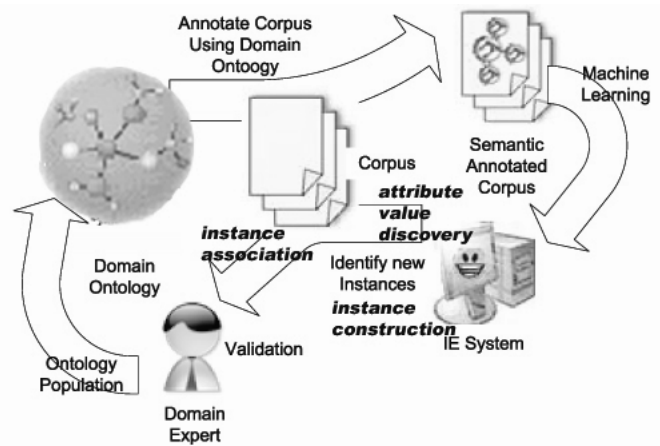 Annotate Corpus
Using Domain
Ontoogy
Machine
Learning
Semantic
Annotated
Corpus
Corpus
attribute
value
discovery
instance
association
Identify new
Instances
instance
construction
IE System
Domain
Ontology
Validation
Ontology
Population
Domain
Expert